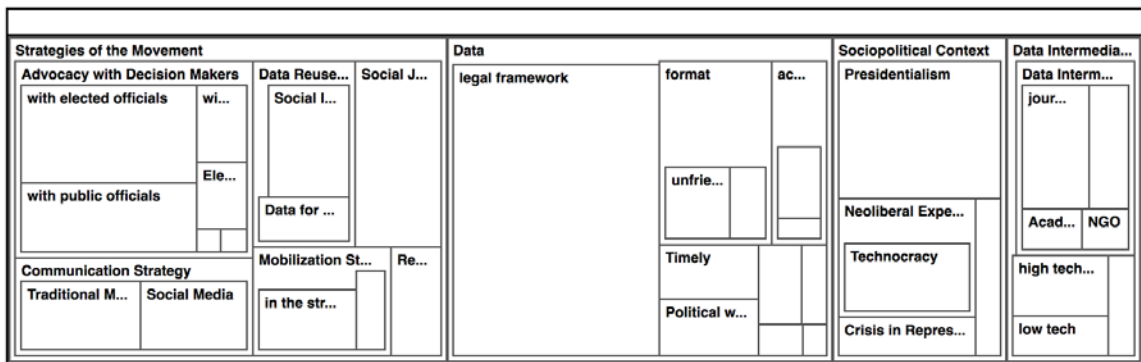 Strategies of the Movement
Advocacy with Decision Makers
with elected officials
wi...
Ele...
with public officials
Communication Strategy
Traditional M...
Social Media
Data Reuse...
Social I...
Data for ...
Social J...
Mobilization St...
in the str...
Re...
Data
legal framework
format
unfrie...
ac...
Timely
Political w...
Sociopolitical Context
Presidentialism
Neoliberal Expe...
Technocracy
Crisis in Repres...
Data Intermedia...
Data Interm...
jour...
Acad...
NGO
high tech...
low tech